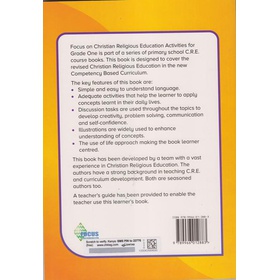 Focus on Christian Religious Education Activities for
Grade One is part of a series of primary school C.R.E.
course books. This book is designed to cover the
revised Christian Religious Education in the new
Competency Based Curriculum.
The key features of this book are:
• Simple and easy to understand language.
• Adequate activities that help the learner to apply
concepts learnt in their daily lives.
• Discussion tasks are used throughout the topics
to develop creativity, problem solving, communication
and self-confidence.
• Illustrations are widely used to enhance
understanding of concepts.
• The use of life approach making the book learner
centred.
This book has been developed by a team with a vast
experience in Christian Religious Education. The
authors have a strong background in teaching C.R.E.
and curriculum development. Both are seasoned
authors too.
A teacher's guide has been provided to enable the
teacher use this learner's book.
FOCUS